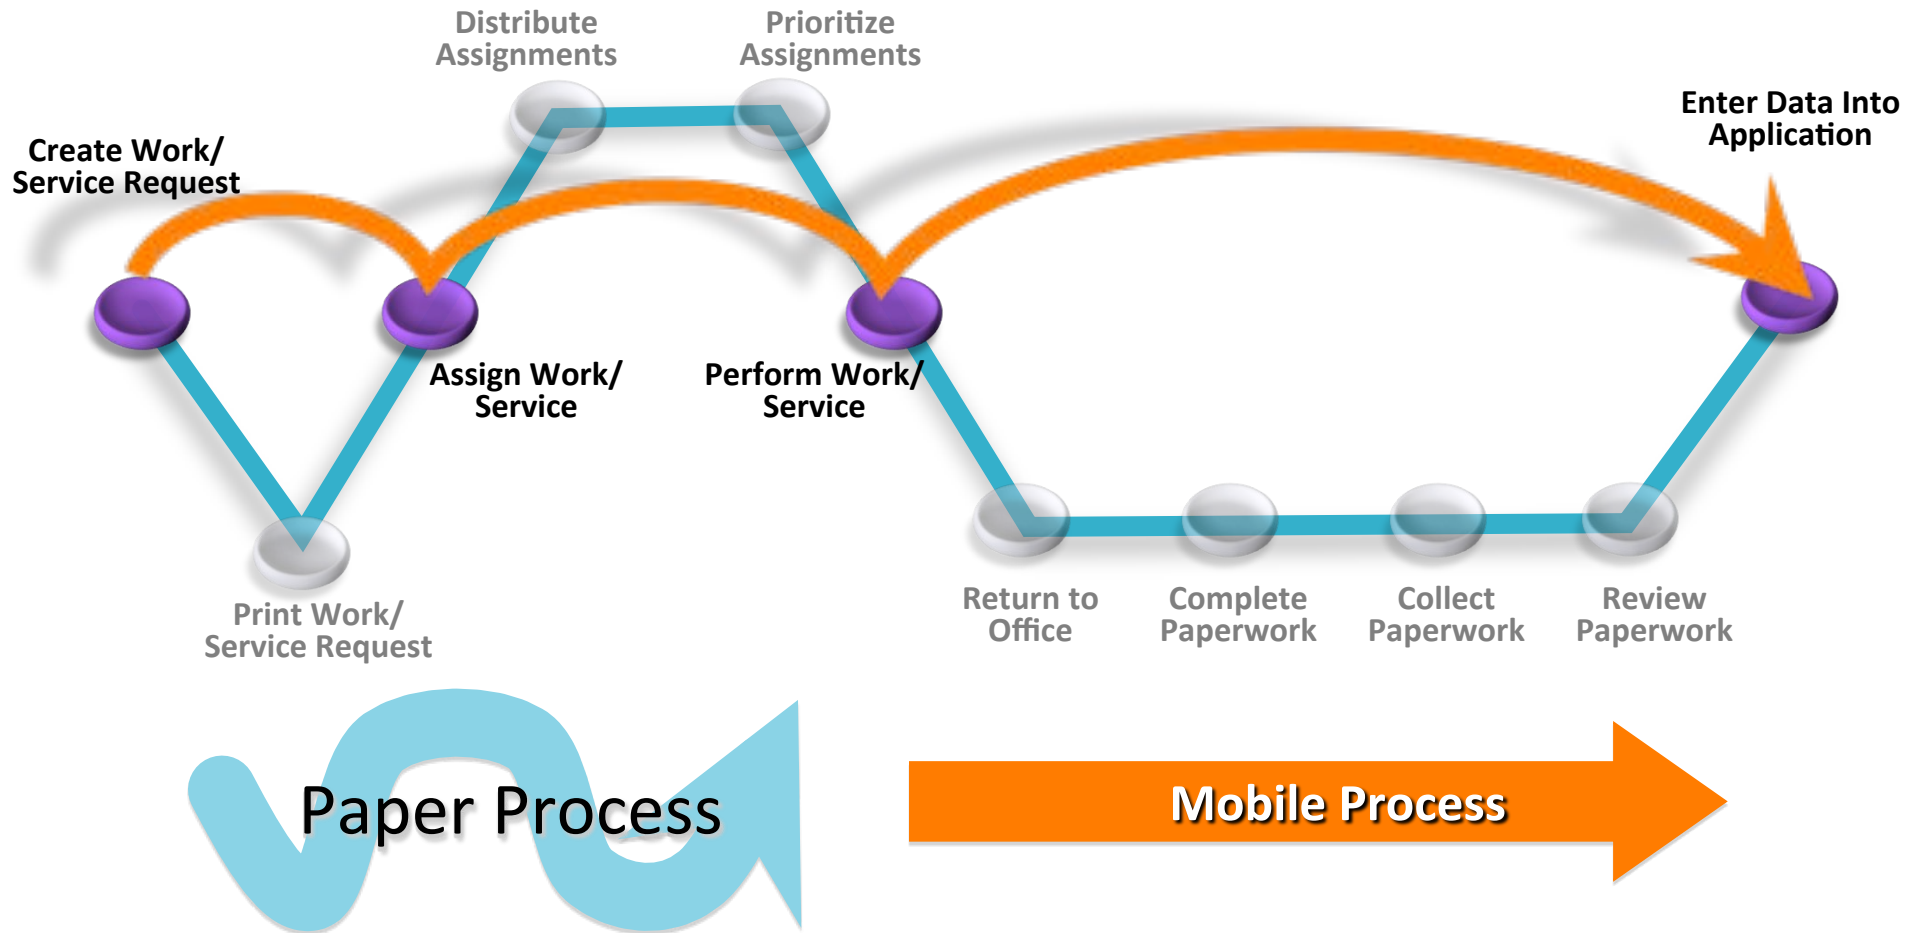 Distribute
Assignments
Prioritize
Assignments
Enter Data Into
Application
Create Work/
Service Request
Assign Work/
Service
Perform Work/
Service
Print Work/
Service Request
Return to
Office
Complete
Paperwork
Collect
Paperwork
Review
Paperwork
Paper Process
Mobile Process